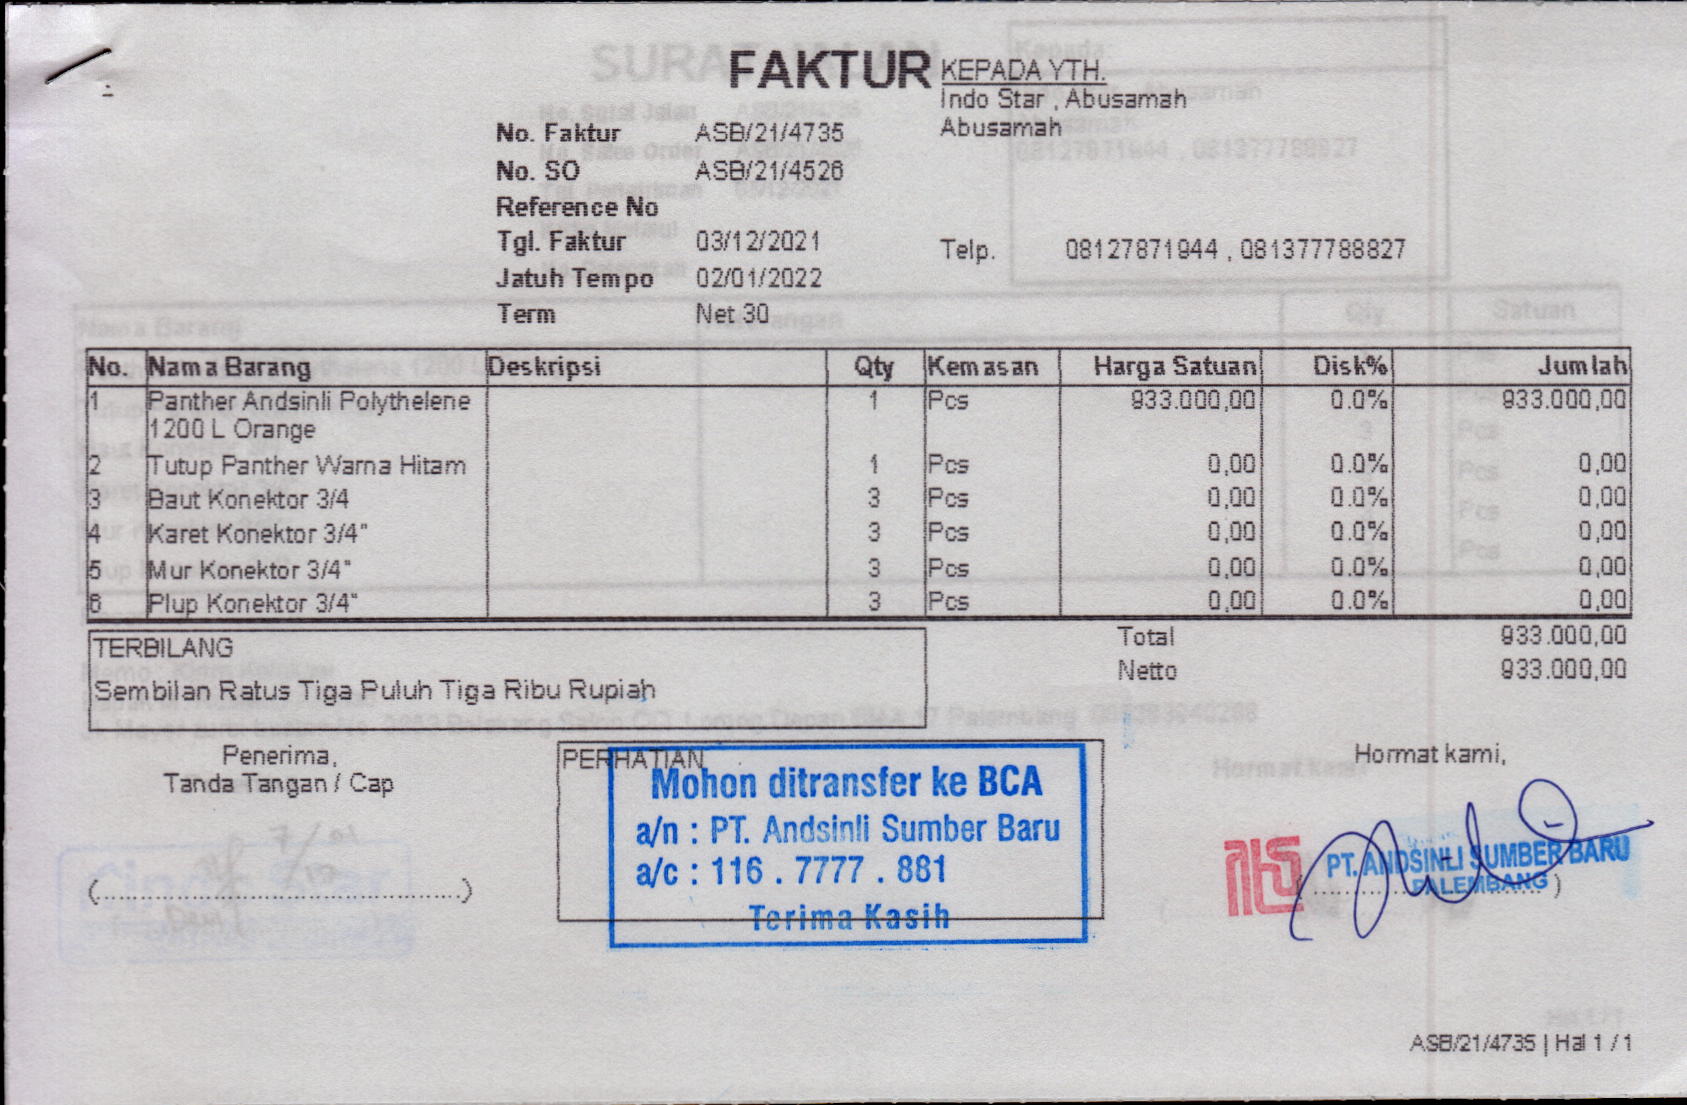 FAKTUR
KEPADA YTH.
Indo Star , Abusamah
Abusamah
No. Faktur ASB/21/4735
No. SO ASB/21/4526
Reference No
Tgl. Faktur 03/12/2021
Telp. 08127871944 , 081377788827
Jatuh Tempo 02/01/2022
Term Net 30
No. Nama Barang Deskripsi Qty Kemasan Harga Satuan Disk% Jumlah
1 Panther Andsinli Polythelene 1 Pcs 933.000,00 0.0% 933.000,00
1200 L Orange
2 Tutup Panther Warna Hitam 1 Pcs 0,00 0.0% 0,00
3 Baut Konektor 3/4 3 Pcs 0,00 0.0% 0,00
4 Karet Konektor 3/4" 3 Pcs 0,00 0.0% 0,00
5 Mur Konektor 3/4" 3 Pcs 0,00 0.0% 0,00
6 Plup Konektor 3/4" 3 Pcs 0,00 0.0% 0,00
Total 933.000,00
Netto 933.000,00
TERBILANG
Sembilan Ratus Tiga Puluh Tiga Ribu Rupiah
Penerima,
Tanda Tangan / Cap
(..........................................)
PERHATIAN
Mohon ditransfer ke BCA
a/n : PT. Andsinli Sumber Baru
a/c : 116 . 7777 . 881
Terima Kasih
Hormat kami,
PT. ANDSINLI SUMBER BARU
PALEMBANG
ASB/21/4735 | Hal 1 / 1